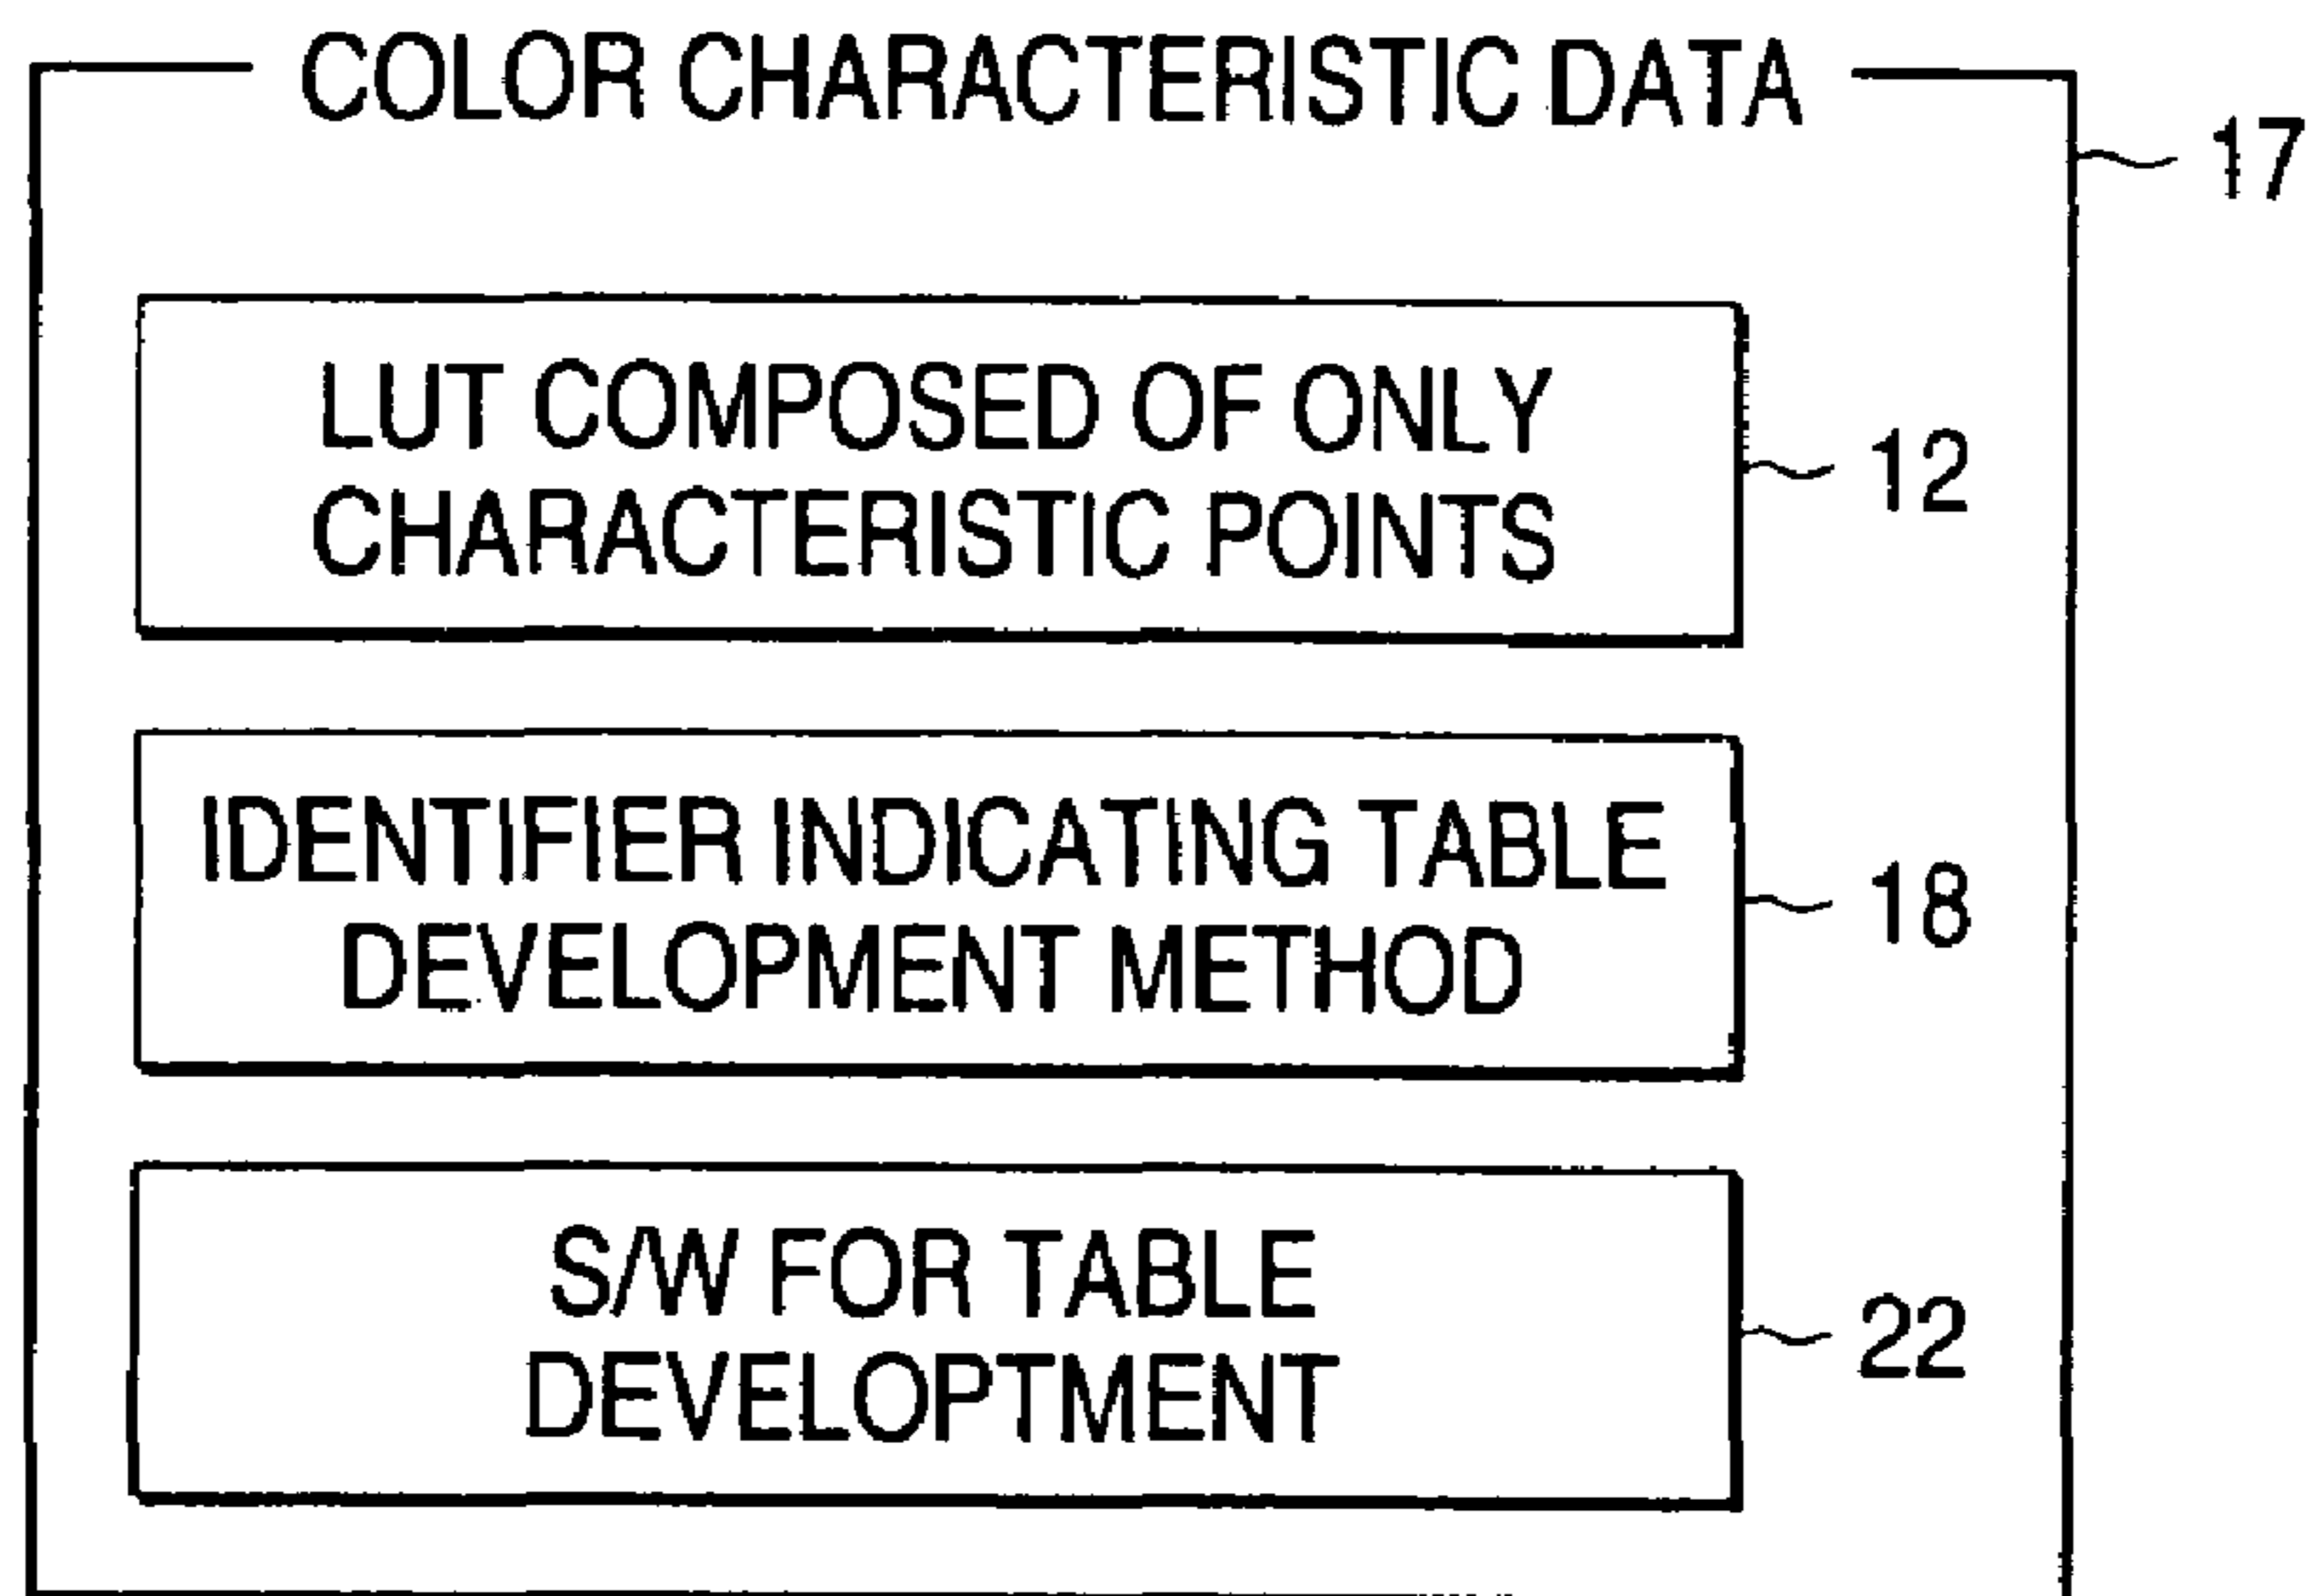 COLOR CHARACTERISTIC DATA
17
LUT COMPOSED OF ONLY
CHARACTERISTIC POINTS
12
IDENTIFIER INDICATING TABLE
DEVELOPMENT METHOD
18
S/W FOR TABLE
DEVELOPTMENT
22